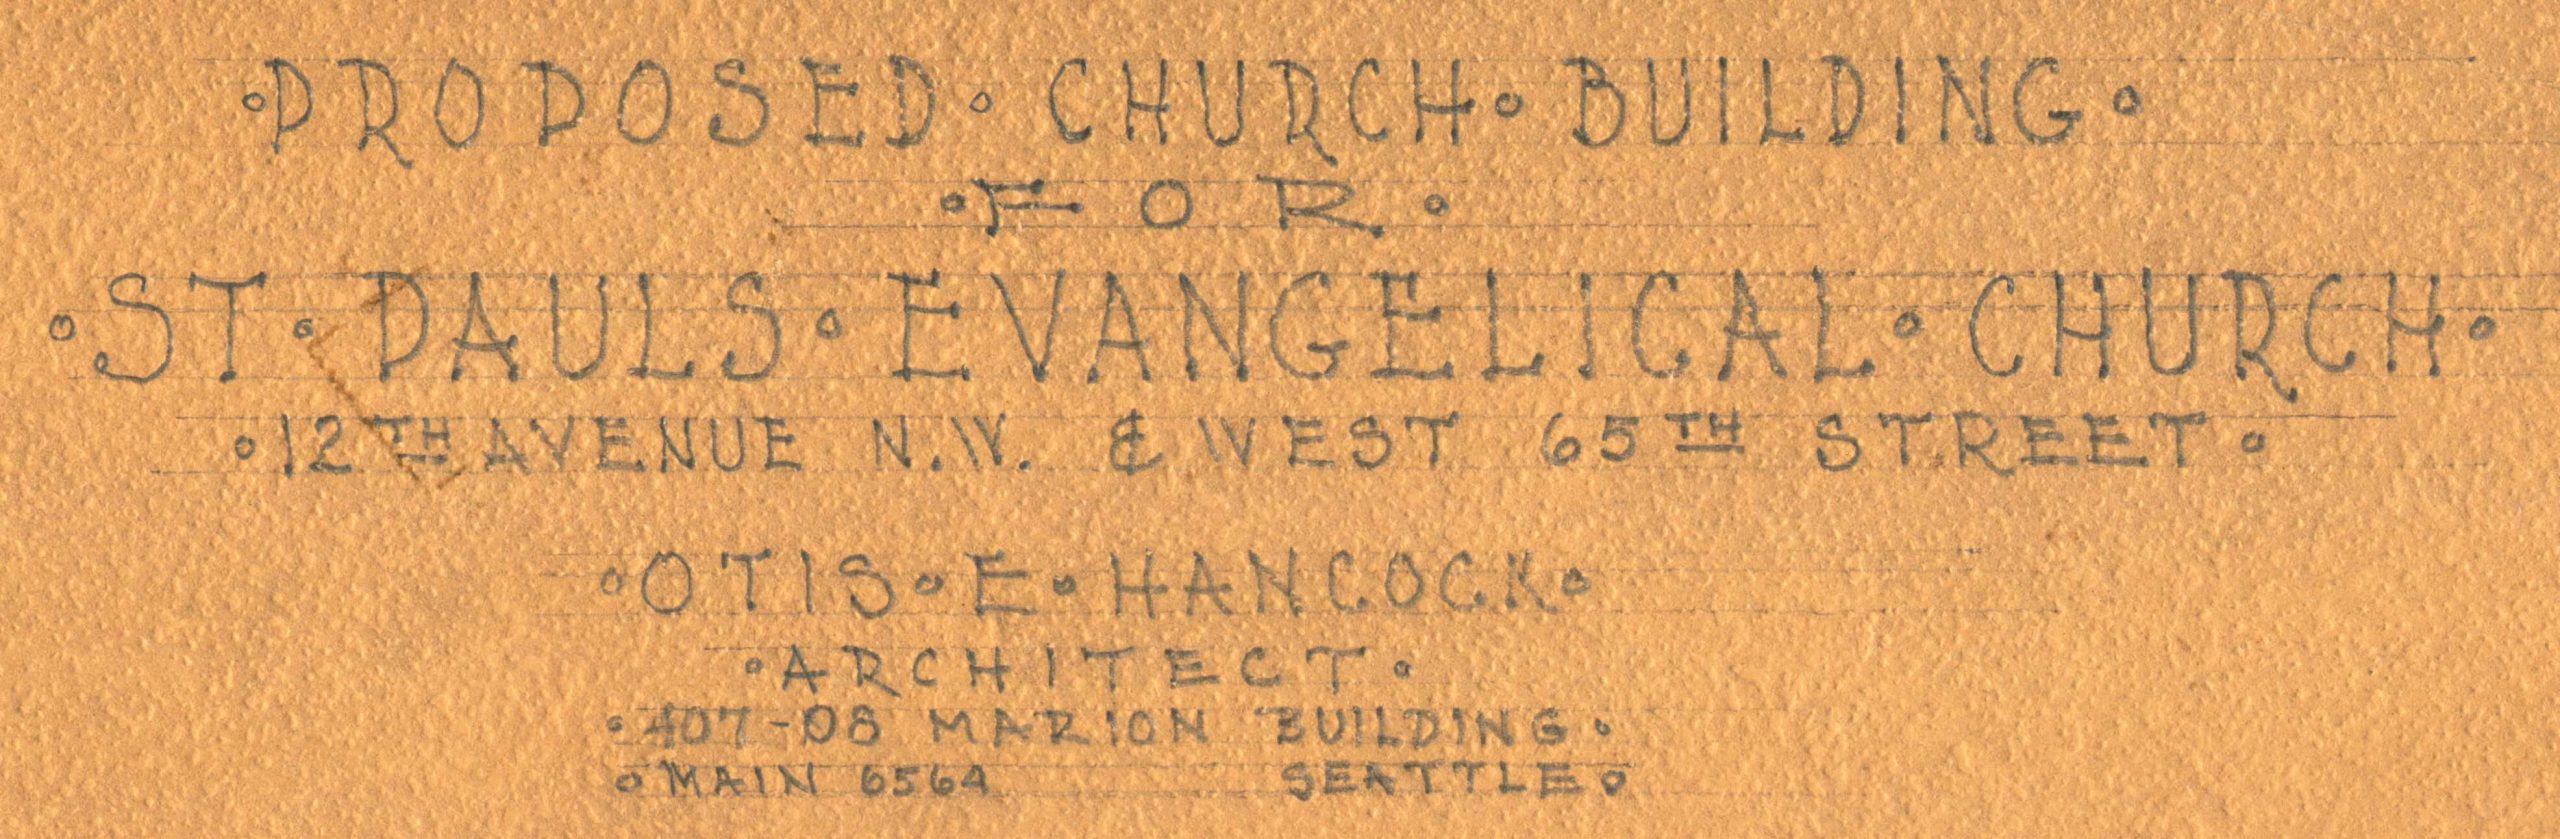 ∘PROPOSED∘CHURCH∘BUILDING∘
∘FOR∘
∘ST∘PAULS∘EVANGELICAL∘CHURCH∘
∘12TH AVENUE N.W. & WEST 65TH STREET∘
∘OTIS∘E∘HANCOCK∘
∘ARCHITECT∘
∘407-08 MARION BUILDING∘
∘MAIN 6564 SEATTLE∘